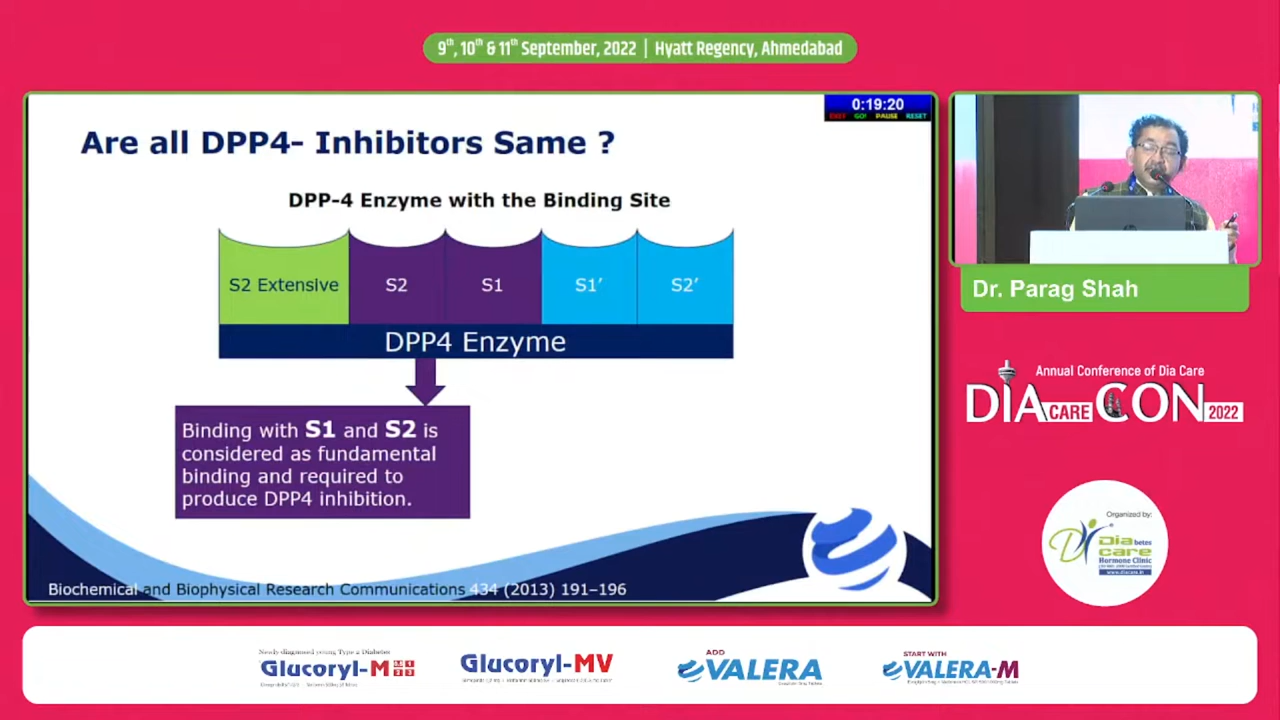 9th, 10th & 11th September, 2022 | Hyatt Regency, Ahmedabad
0:19:20
EXIT GO! PAUSE RESET
Are all DPP4- Inhibitors Same ?
DPP-4 Enzyme with the Binding Site
S2 Extensive S2 S1 S1′ S2′
DPP4 Enzyme
Binding with S1 and S2 is
considered as fundamental
binding and required to
produce DPP4 inhibition.
Biochemical and Biophysical Research Communications 434 (2013) 191–196
Dr. Parag Shah
Annual Conference of Dia Care
DIA CARE CON 2022
Organized by:
Diabetes
care
Hormone Clinic
Newly diagnosed young Type 2 Diabetes
Glucoryl-M
Glucoryl-MV
ADD
VALERA
START WITH
VALERA-M